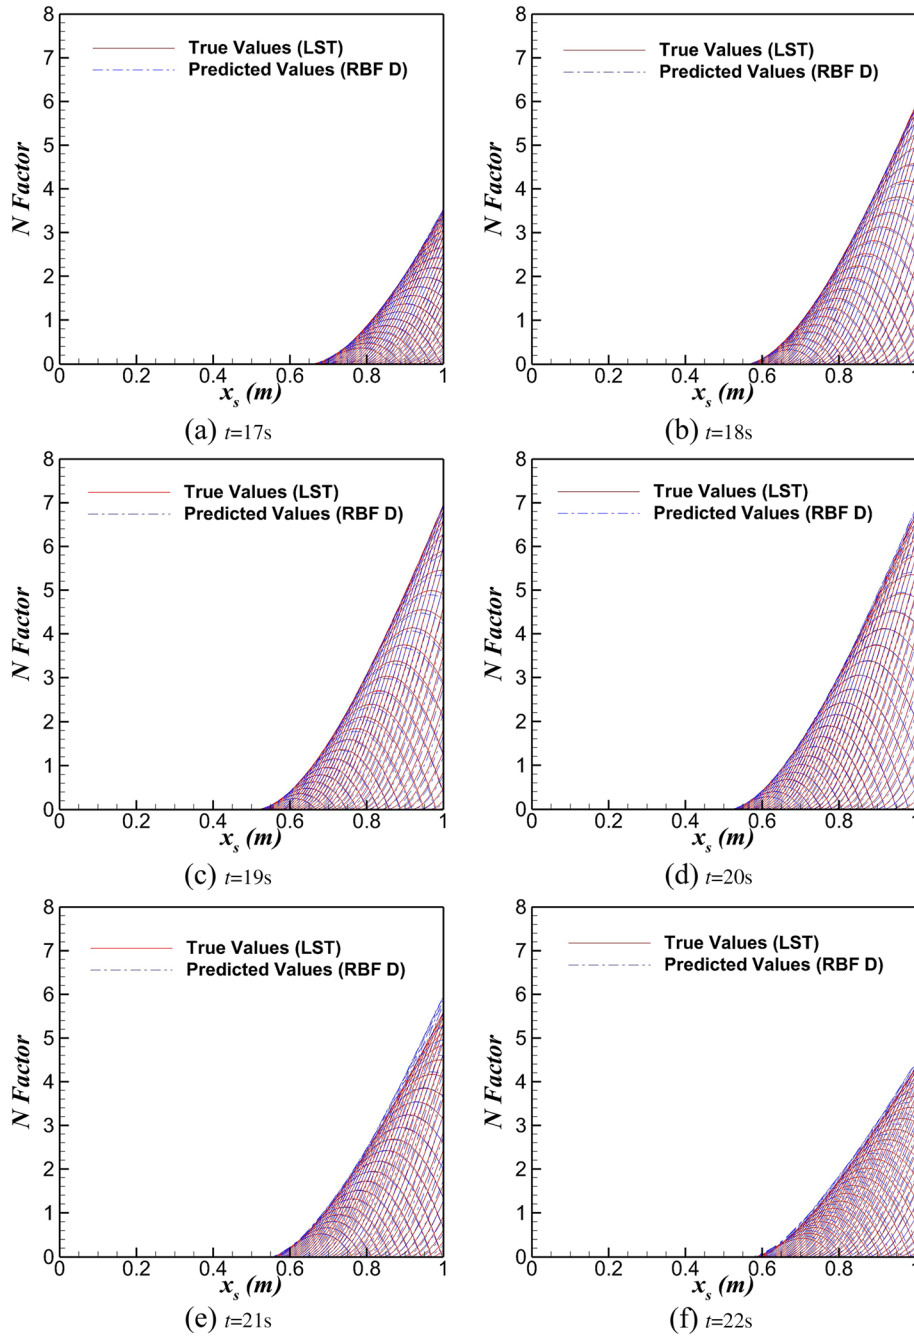 8
7
6
5
4
3
2
1
0
N Factor
True Values (LST)
Predicted Values (RBF D)
0 0.2 0.4 0.6 0.8 1
x_s (m)
(a) t=17s
8
7
6
5
4
3
2
1
0
N Factor
True Values (LST)
Predicted Values (RBF D)
0 0.2 0.4 0.6 0.8 1
x_s (m)
(b) t=18s
8
7
6
5
4
3
2
1
0
N Factor
True Values (LST)
Predicted Values (RBF D)
0 0.2 0.4 0.6 0.8 1
x_s (m)
(c) t=19s
8
7
6
5
4
3
2
1
0
N Factor
True Values (LST)
Predicted Values (RBF D)
0 0.2 0.4 0.6 0.8 1
x_s (m)
(d) t=20s
8
7
6
5
4
3
2
1
0
N Factor
True Values (LST)
Predicted Values (RBF D)
0 0.2 0.4 0.6 0.8 1
x_s (m)
(e) t=21s
8
7
6
5
4
3
2
1
0
N Factor
True Values (LST)
Predicted Values (RBF D)
0 0.2 0.4 0.6 0.8 1
x_s (m)
(f) t=22s